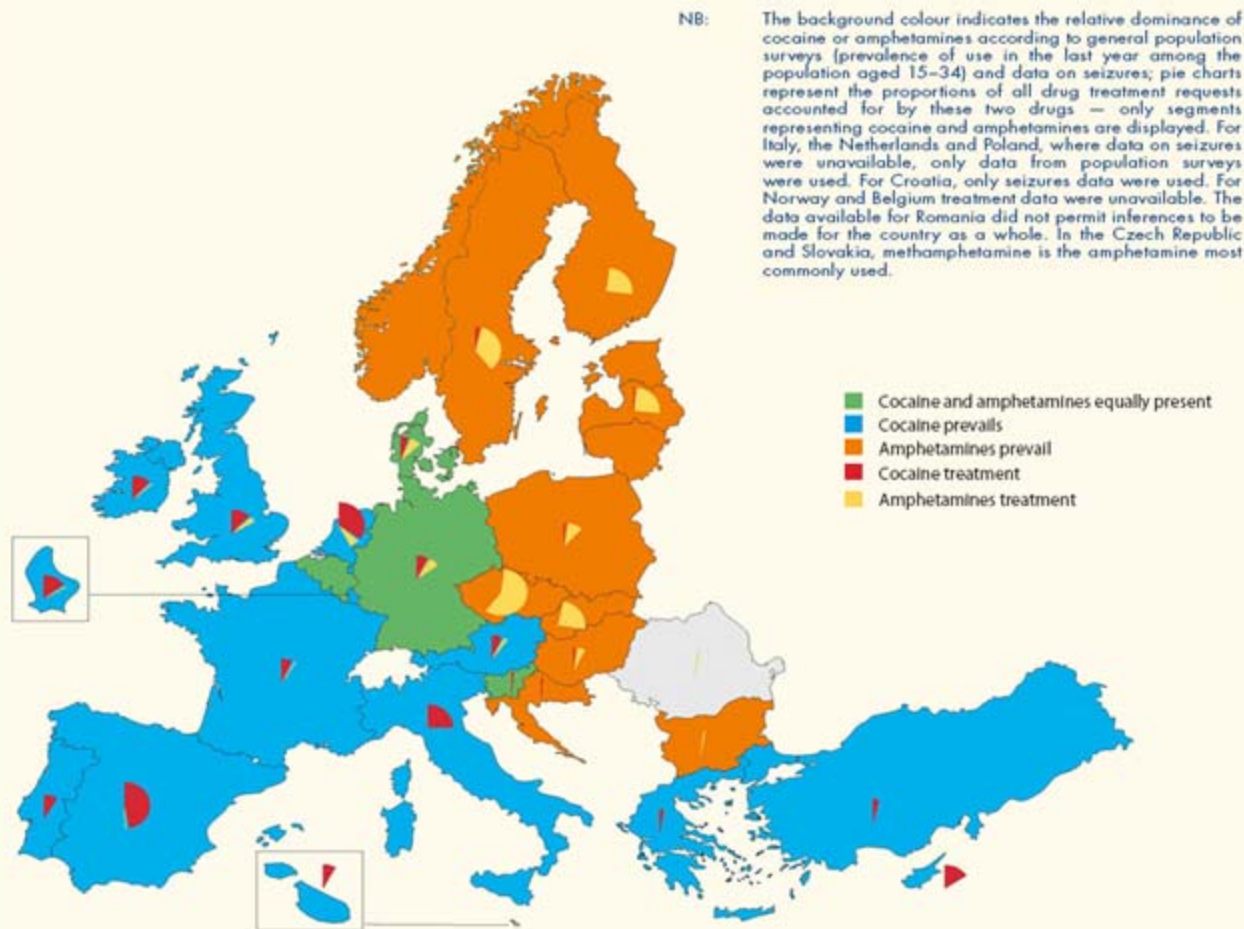 NB: The background colour indicates the relative dominance of
cocaine or amphetamines according to general population
surveys (prevalence of use in the last year among the
population aged 15–34) and data on seizures; pie charts
represent the proportions of all drug treatment requests
accounted for by these two drugs — only segments
representing cocaine and amphetamines are displayed. For
Italy, the Netherlands and Poland, where data on seizures
were unavailable, only data from population surveys
were used. For Croatia, only seizures data were used. For
Norway and Belgium treatment data were unavailable. The
data available for Romania did not permit inferences to be
made for the country as a whole. In the Czech Republic
and Slovakia, methamphetamine is the amphetamine most
commonly used.
Cocaine and amphetamines equally present
Cocaine prevails
Amphetamines prevail
Cocaine treatment
Amphetamines treatment